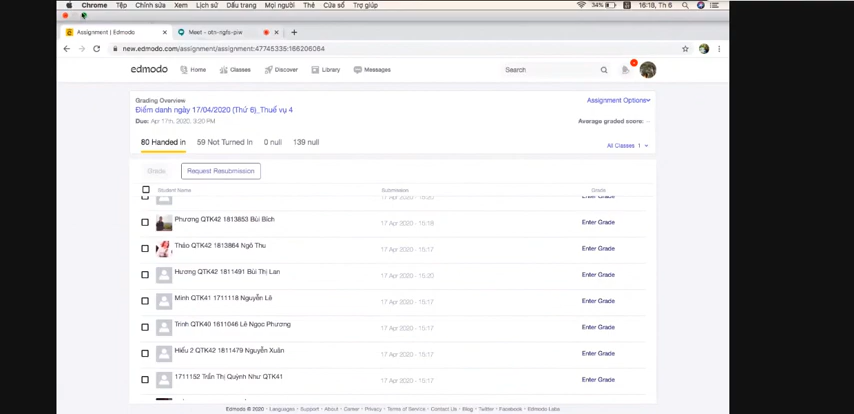 Chrome Tệp Chỉnh sửa Xem Lịch sử Dấu trang Mọi người Thẻ Cửa sổ Trợ giúp 34% 16:18, Th 6
Assignment | Edmodo Meet - otn-ngfs-piw
new.edmodo.com/assignment/assignment:47745335:166206084
edmodo Home Classes Discover Library Messages Search
Grading Overview Assignment Options
Điểm danh ngày 17/04/2020 (Thứ 6)_Thuế vụ 4
Due: Apr 17th, 2020, 3:20 PM Average graded score: --
80 Handed in 59 Not Turned In 0 null 139 null
All Classes 1
Grade Request Resubmission
Student Name Submission Grade
17 Apr 2020 - 15:20 Enter Grade
Phương QTK42 1813853 Bùi Bích 17 Apr 2020 - 15:18 Enter Grade
Thảo QTK42 1813864 Ngô Thu 17 Apr 2020 - 15:17 Enter Grade
Hương QTK42 1811491 Bùi Thị Lan 17 Apr 2020 - 15:20 Enter Grade
Minh QTK41 1711118 Nguyễn Lê 17 Apr 2020 - 15:17 Enter Grade
Trinh QTK40 1611046 Lê Ngọc Phương 17 Apr 2020 - 15:17 Enter Grade
Hiếu 2 QTK42 1811479 Nguyễn Xuân 17 Apr 2020 - 15:17 Enter Grade
1711152 Trần Thị Quỳnh Như QTK41 17 Apr 2020 - 15:17 Enter Grade
Edmodo © 2020 · Languages · Support · About · Career · Privacy · Terms of Service · Contact Us · Blog · Twitter · Facebook · Edmodo Labs